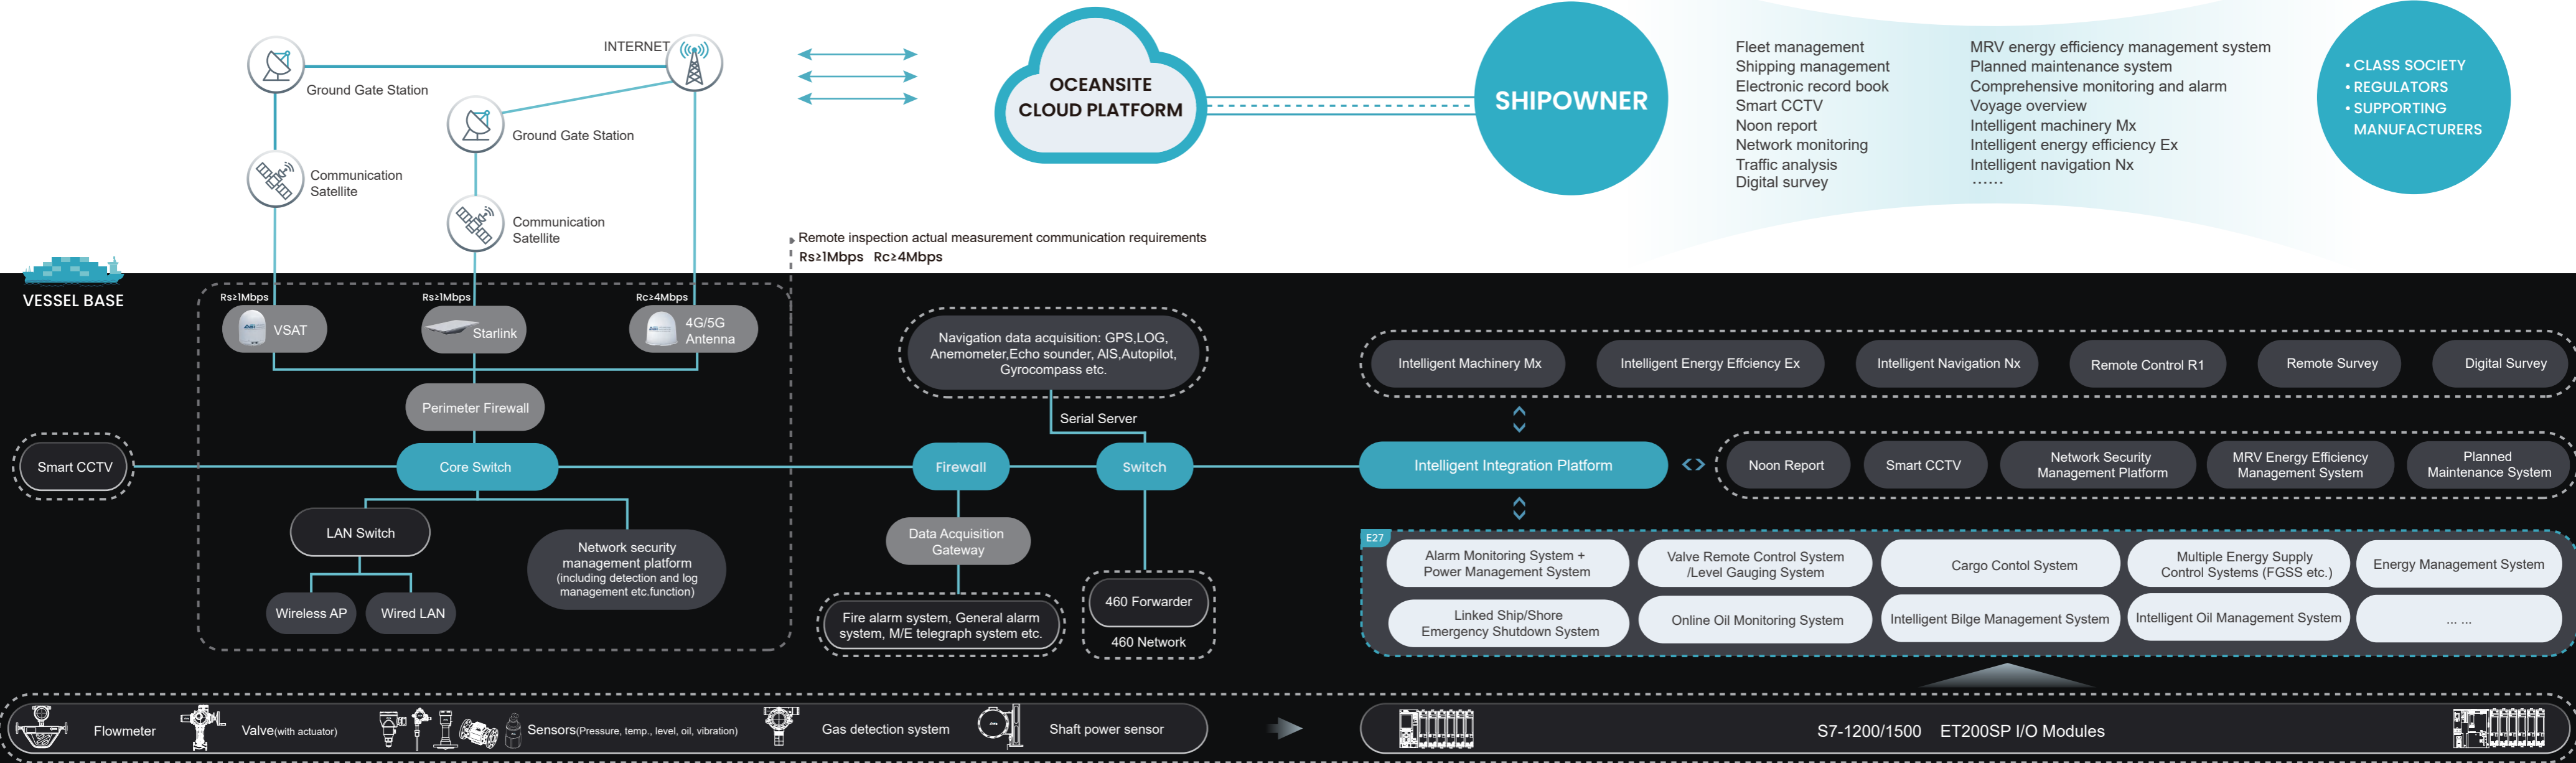 INTERNET
Ground Gate Station
Ground Gate Station
Communication
Satellite
Communication
Satellite
OCEANSITE
CLOUD PLATFORM
SHIPOWNER
Fleet management
Shipping management
Electronic record book
Smart CCTV
Noon report
Network monitoring
Traffic analysis
Digital survey
MRV energy efficiency management system
Planned maintenance system
Comprehensive monitoring and alarm
Voyage overview
Intelligent machinery Mx
Intelligent energy efficiency Ex
Intelligent navigation Nx
······
• CLASS SOCIETY
• REGULATORS
• SUPPORTING
MANUFACTURERS
Remote inspection actual measurement communication requirements
Rs≥1Mbps Rc≥4Mbps
VESSEL BASE
Rs≥1Mbps
Rs≥1Mbps
Rc≥4Mbps
VSAT
Starlink
4G/5G
Antenna
Perimeter Firewall
Smart CCTV
Core Switch
LAN Switch
Wireless AP
Wired LAN
Network security
management platform
(including detection and log
management etc.function)
Navigation data acquisition: GPS,LOG,
Anemometer,Echo sounder, AIS,Autopilot,
Gyrocompass etc.
Serial Server
Firewall
Switch
Data Acquisition
Gateway
Fire alarm system, General alarm
system, M/E telegraph system etc.
460 Forwarder
460 Network
Intelligent Machinery Mx
Intelligent Energy Effciency Ex
Intelligent Navigation Nx
Remote Control R1
Remote Survey
Digital Survey
Intelligent Integration Platform
Noon Report
Smart CCTV
Network Security
Management Platform
MRV Energy Efficiency
Management System
Planned
Maintenance System
E27
Alarm Monitoring System +
Power Management System
Valve Remote Control System
/Level Gauging System
Cargo Contol System
Multiple Energy Supply
Control Systems (FGSS etc.)
Energy Management System
Linked Ship/Shore
Emergency Shutdown System
Online Oil Monitoring System
Intelligent Bilge Management System
Intelligent Oil Management System
... ...
Flowmeter
Valve(with actuator)
Sensors(Pressure, temp., level, oil, vibration)
Gas detection system
Shaft power sensor
S7-1200/1500 ET200SP I/O Modules